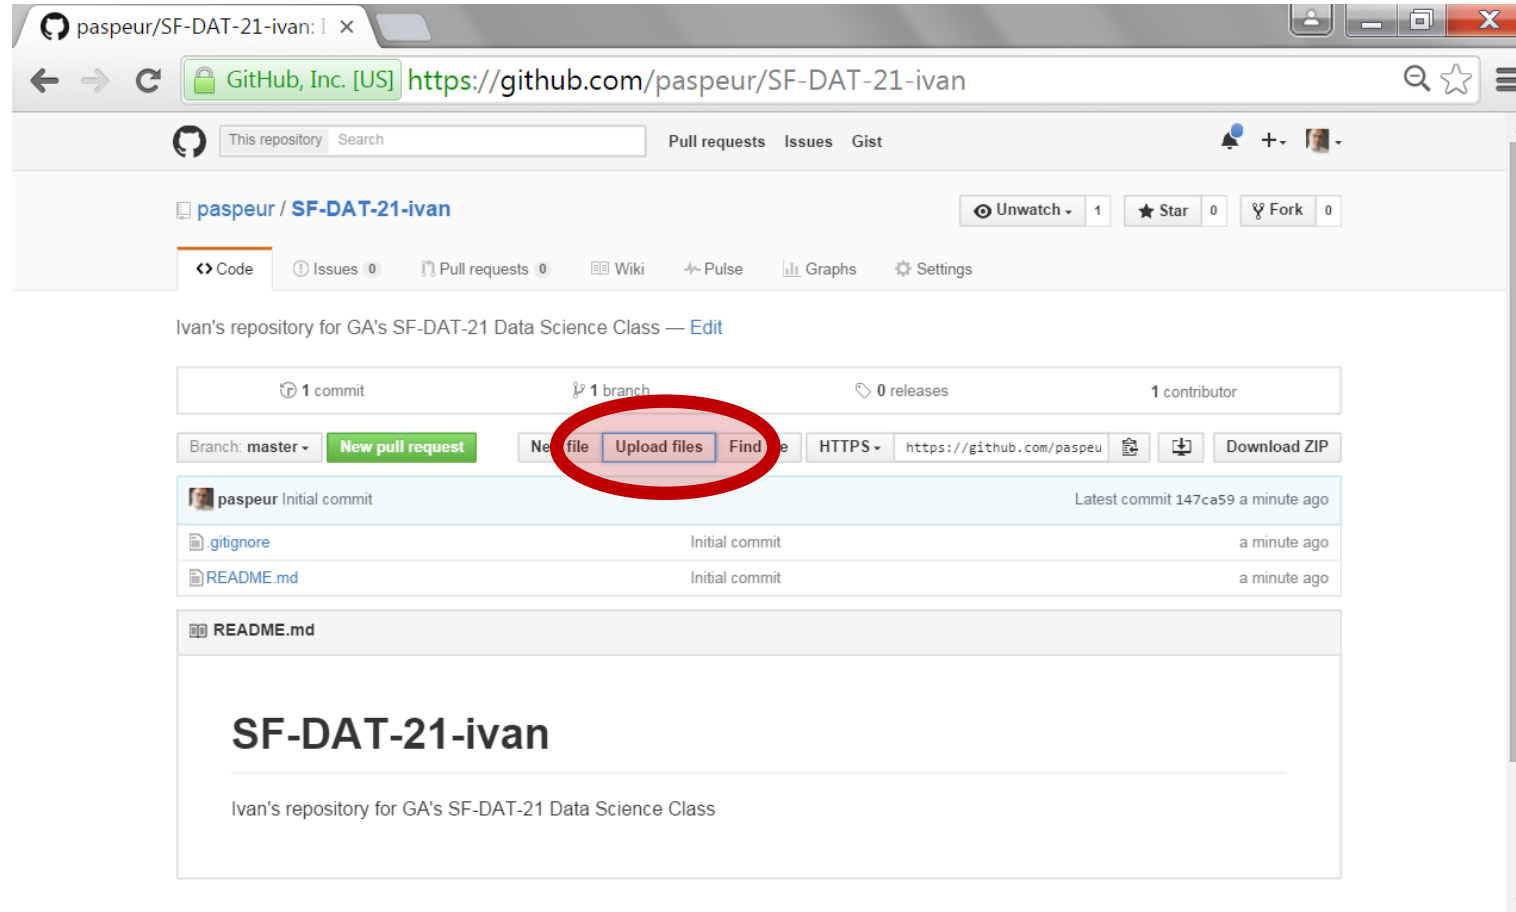 paspeur/SF-DAT-21-ivan: I
GitHub, Inc. [US] https://github.com/paspeur/SF-DAT-21-ivan
This repository Search Pull requests Issues Gist
paspeur / SF-DAT-21-ivan Unwatch 1 Star 0 Fork 0
Code Issues 0 Pull requests 0 Wiki Pulse Graphs Settings
Ivan's repository for GA's SF-DAT-21 Data Science Class — Edit
1 commit 1 branch 0 releases 1 contributor
Branch: master New pull request file Upload files Find HTTPS https://github.com/paspeu Download ZIP
paspeur Initial commit Latest commit 147ca59 a minute ago
.gitignore Initial commit a minute ago
README.md Initial commit a minute ago
README.md
SF-DAT-21-ivan
Ivan's repository for GA's SF-DAT-21 Data Science Class